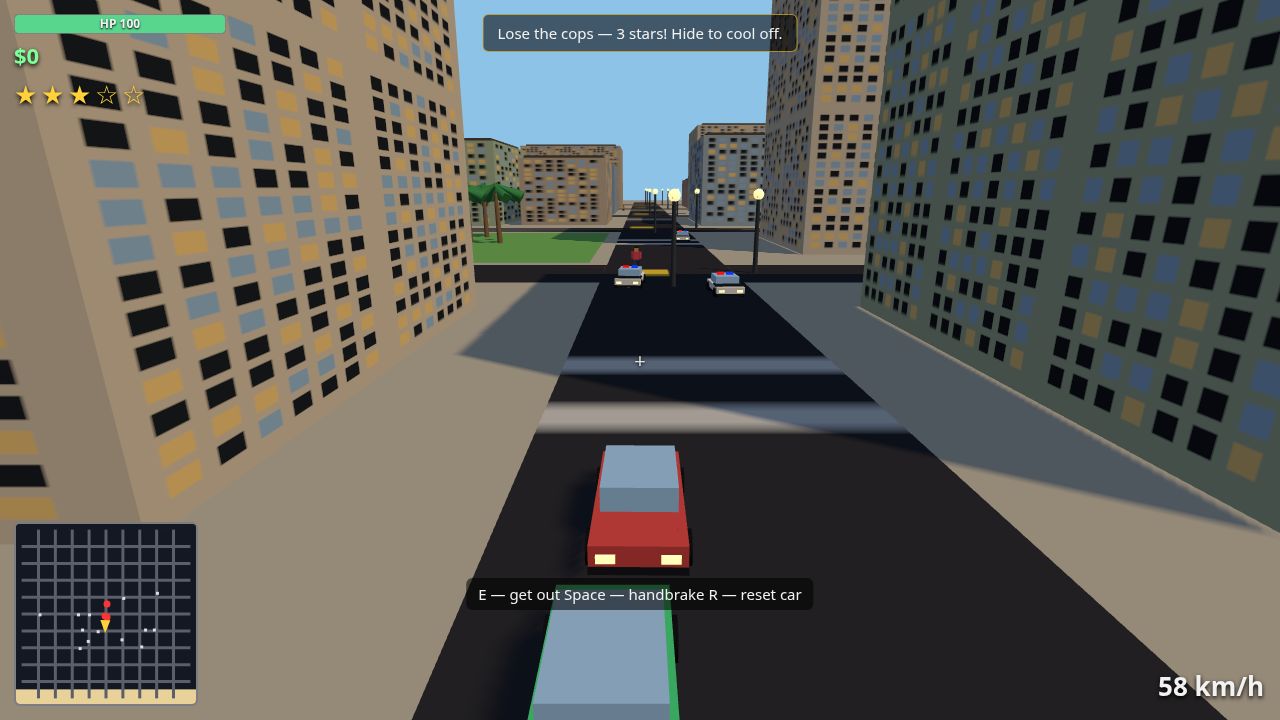 HP 100
Lose the cops — 3 stars! Hide to cool off.
$0
★ ★ ★ ☆ ☆
E — get out Space — handbrake R — reset car
58 km/h